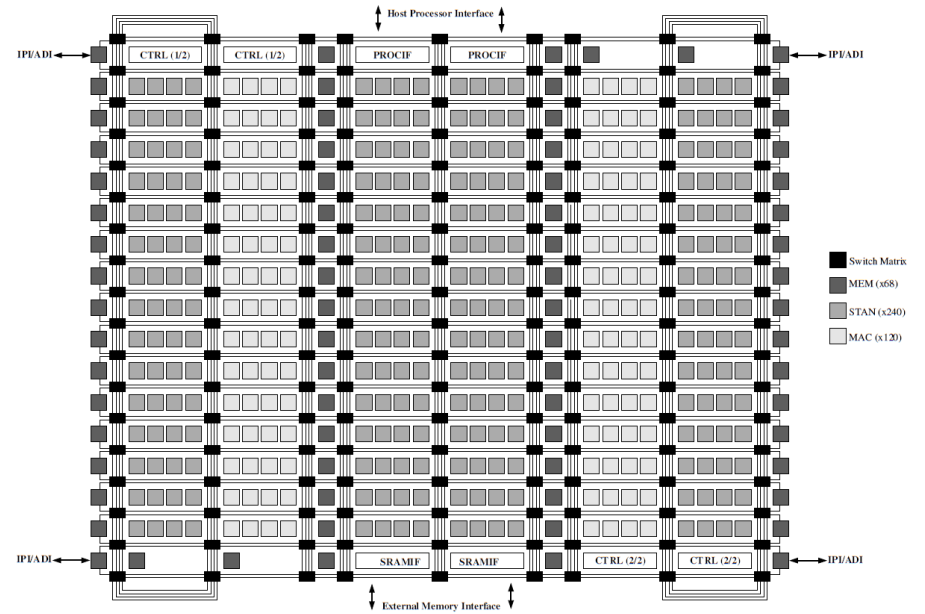 Host Processor Interface
IPI/ADI CTRL (1/2) CTRL (1/2) PROCIF PROCIF IPI/ADI
Switch Matrix
MEM (x68)
STAN (x240)
MAC (x120)
IPI/ADI SRAMIF SRAMIF CTRL (2/2) CTRL (2/2) IPI/ADI
External Memory Interface